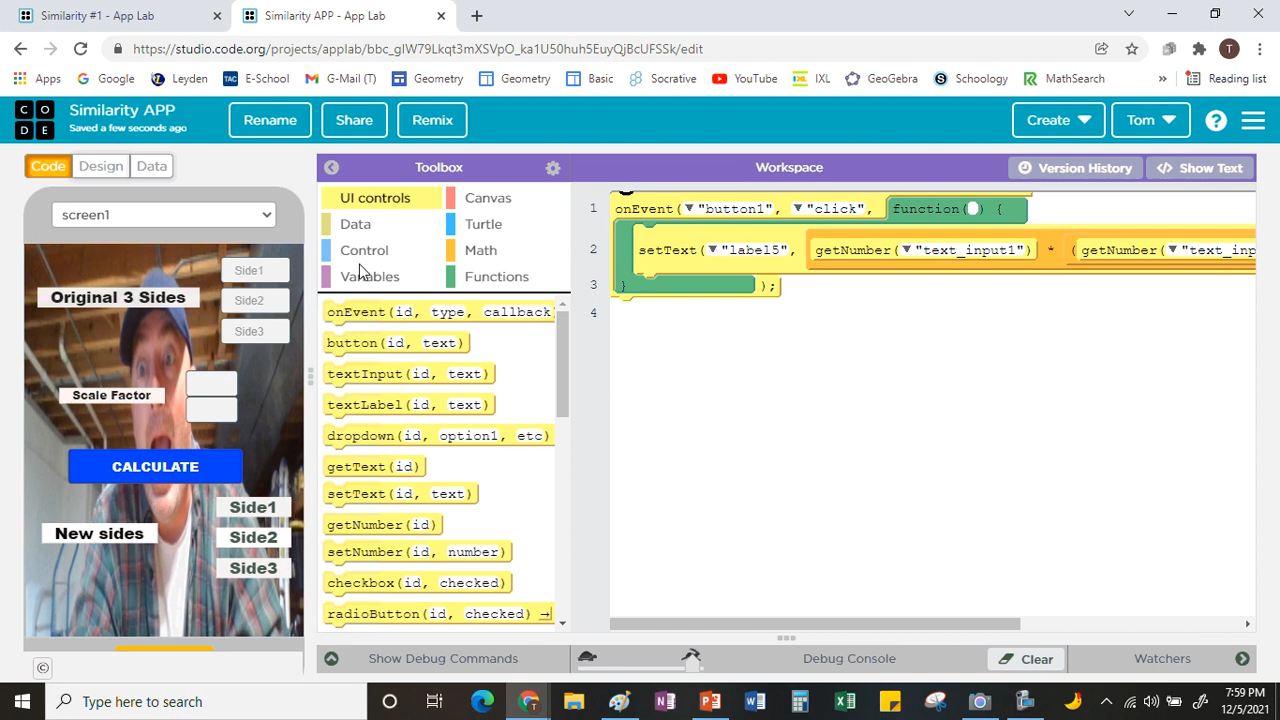 Similarity #1 - App Lab
Similarity APP - App Lab
https://studio.code.org/projects/applab/bbc_gIW79Lkqt3mXSVpO_ka1U50huh5EuyQjBcUFSSk/edit
T
Apps Google Leyden E-School G-Mail (T) Geometry Geometry Basic Socrative YouTube IXL GeoGebra Schoology MathSearch » Reading list
CODE
Similarity APP
Saved a few seconds ago
Rename Share Remix
Create Tom ?
Code Design Data
Toolbox
Workspace
Version History
</> Show Text
screen1
UI controls
Canvas
Data
Turtle
Control
Math
Variables
Functions
onEvent(id, type, callback)
button(id, text)
textInput(id, text)
textLabel(id, text)
dropdown(id, option1, etc)
getText(id)
setText(id, text)
getNumber(id)
setNumber(id, number)
checkbox(id, checked)
radioButton(id, checked) →
1 onEvent( "button1", "click", function( ) {
2 setText( "label5", getNumber( "text_input1") * (getNumber( "text_inp
3 } );
4
Original 3 Sides
Side1
Side2
Side3
Scale Factor
CALCULATE
New sides
Side1
Side2
Side3
©
Show Debug Commands
Debug Console
Clear
Watchers
Type here to search
7:59 PM
12/5/2021